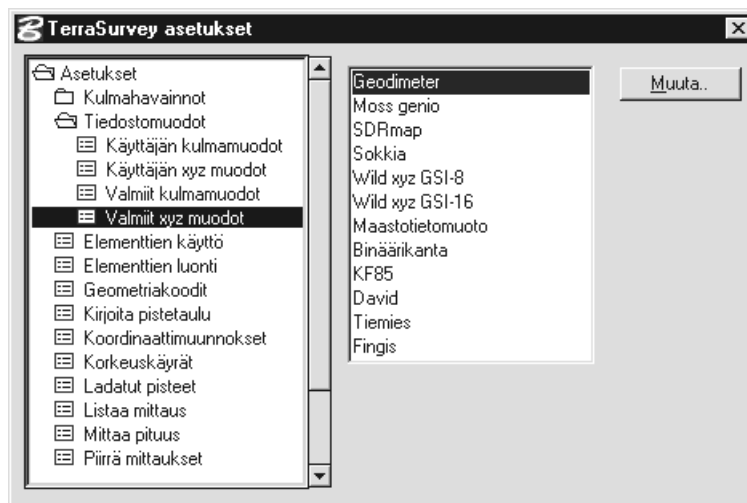 TerraSurvey asetukset
Asetukset
Kulmahavainnot
Tiedostomuodot
Käyttäjän kulmamuodot
Käyttäjän xyz muodot
Valmiit kulmamuodot
Valmiit xyz muodot
Elementtien käyttö
Elementtien luonti
Geometriakoodit
Kirjoita pistetaulu
Koordinaattimuunnokset
Korkeuskäyrät
Ladatut pisteet
Listaa mittaus
Mittaa pituus
Piirrä mittaukset
Geodimeter
Moss genio
SDRmap
Sokkia
Wild xyz GSI-8
Wild xyz GSI-16
Maastotietomuoto
Binäärikanta
KF85
David
Tiemies
Fingis
Muuta..